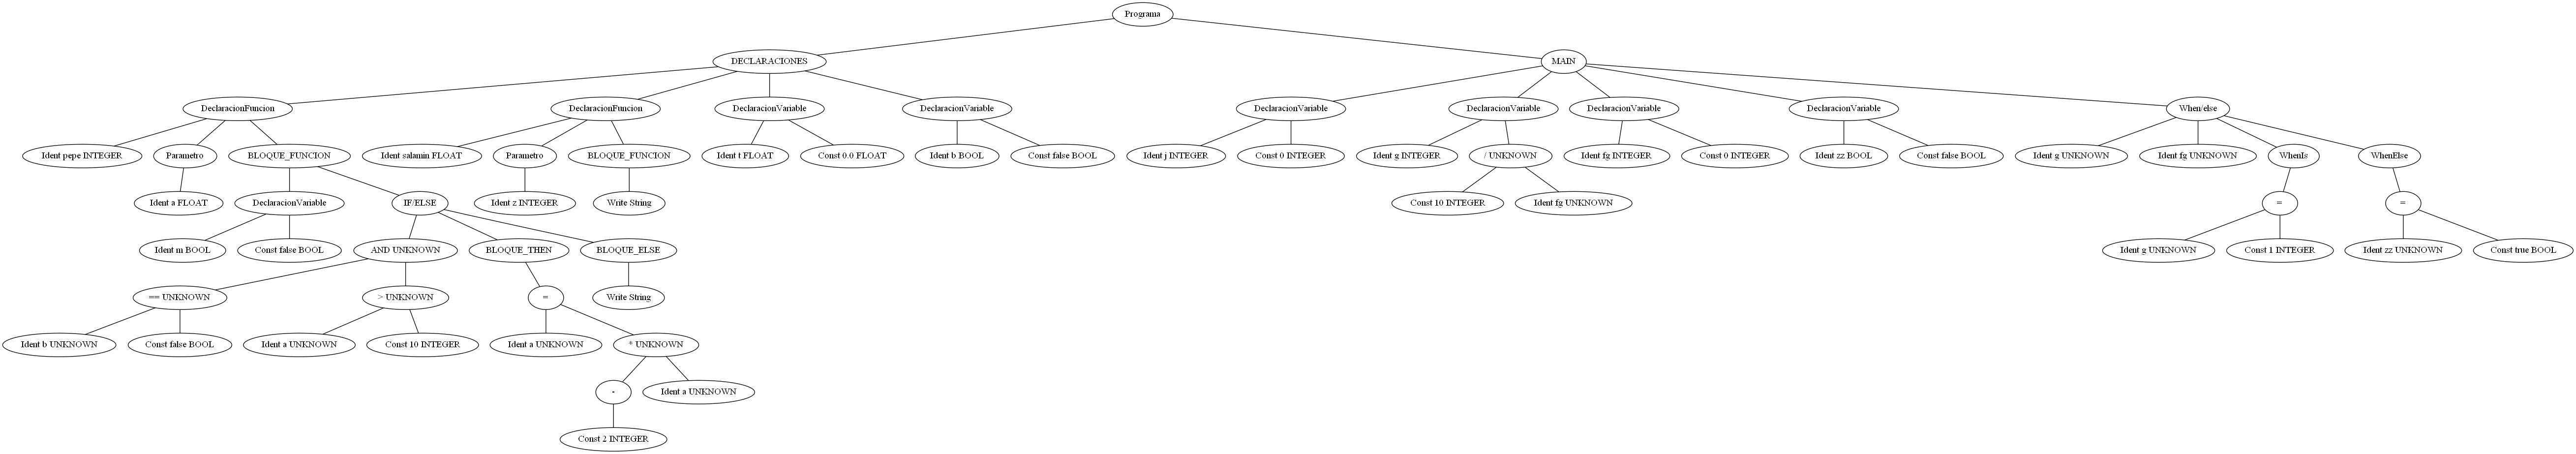 Programa
DECLARACIONES
MAIN
DeclaracionFuncion
DeclaracionFuncion
DeclaracionVariable
DeclaracionVariable
DeclaracionVariable
DeclaracionVariable
DeclaracionVariable
DeclaracionVariable
When/else
Ident pepe INTEGER
Parametro
BLOQUE_FUNCION
Ident salamin FLOAT
Parametro
BLOQUE_FUNCION
Ident t FLOAT
Const 0.0 FLOAT
Ident b BOOL
Const false BOOL
Ident j INTEGER
Const 0 INTEGER
Ident g INTEGER
/ UNKNOWN
Ident fg INTEGER
Const 0 INTEGER
Ident zz BOOL
Const false BOOL
Ident g UNKNOWN
Ident fg UNKNOWN
WhenIs
WhenElse
Ident a FLOAT
DeclaracionVariable
IF/ELSE
Ident z INTEGER
Write String
Const 10 INTEGER
Ident fg UNKNOWN
=
=
Ident m BOOL
Const false BOOL
AND UNKNOWN
BLOQUE_THEN
BLOQUE_ELSE
Ident g UNKNOWN
Const 1 INTEGER
Ident zz UNKNOWN
Const true BOOL
== UNKNOWN
> UNKNOWN
=
Write String
Ident b UNKNOWN
Const false BOOL
Ident a UNKNOWN
Const 10 INTEGER
Ident a UNKNOWN
* UNKNOWN
-
Ident a UNKNOWN
Const 2 INTEGER